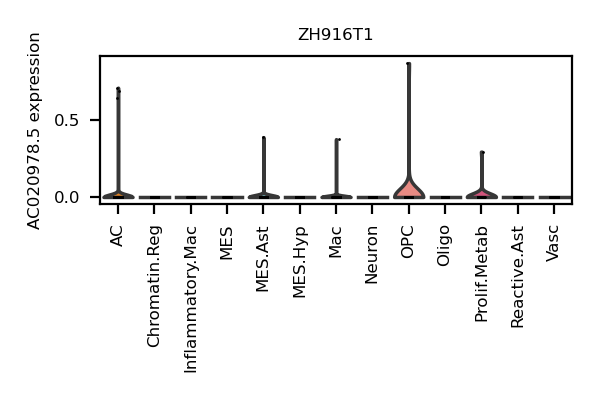 ZH916T1
AC020978.5 expression
0.5
0.0
AC
Chromatin.Reg
Inflammatory.Mac
MES
MES.Ast
MES.Hyp
Mac
Neuron
OPC
Oligo
Prolif.Metab
Reactive.Ast
Vasc